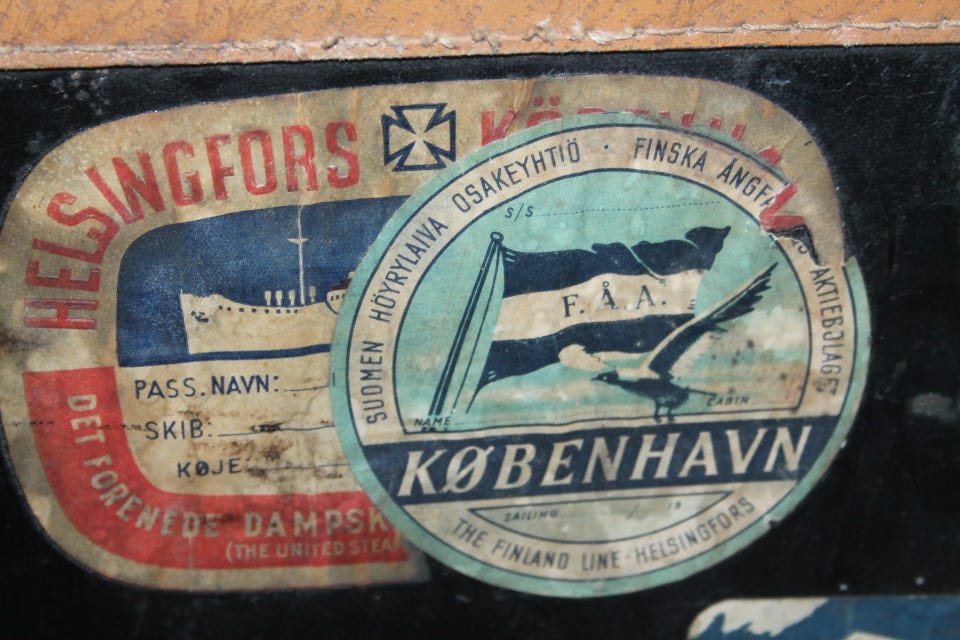 HELSINGFORS
PASS. NAVN:
SKIB:
KØJE
DET FORENEDE DAMPSK
(THE UNITED STEA
SUOMEN HÖYRYLAIVA OSAKEYHTIÖ · FINSKA ÅNGFA AKTIEBOLAGET
S/S
F.Å.A.
NAME
CABIN
KØBENHAVN
SAILING / 19
THE FINLAND LINE · HELSINGFORS